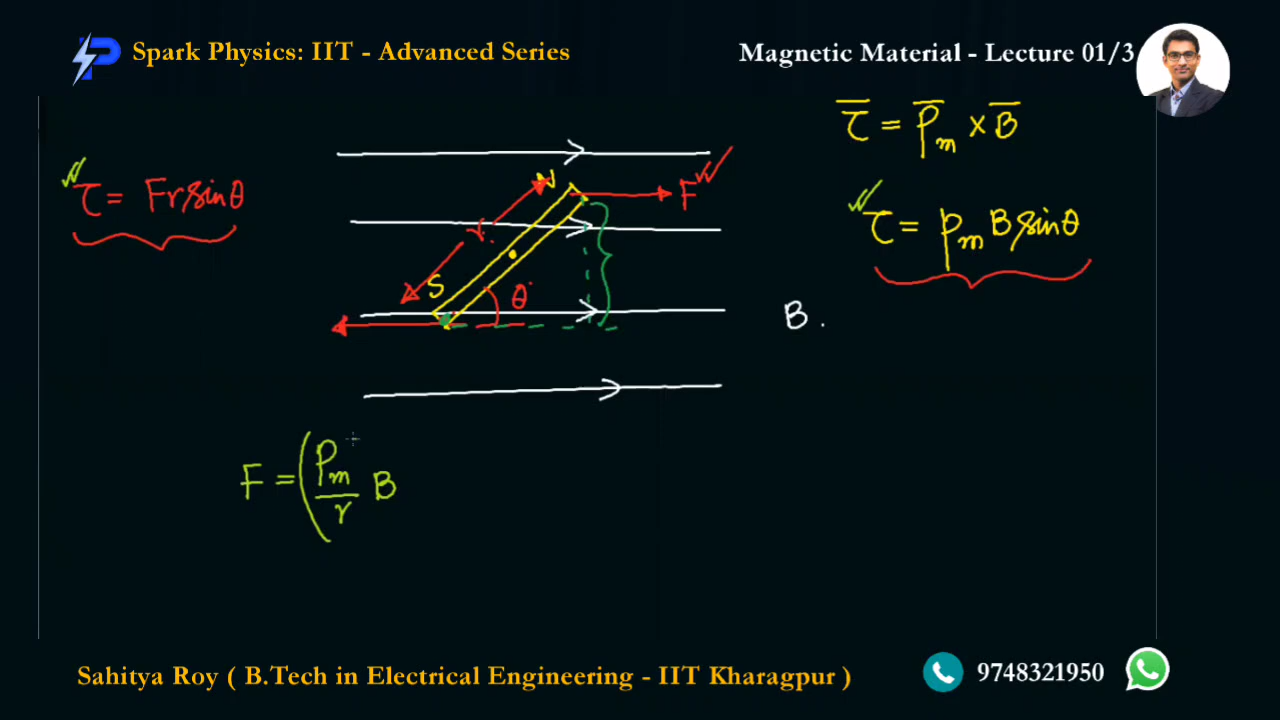 Spark Physics: IIT - Advanced Series
Magnetic Material - Lecture 01/3
τ̅ = p̅ₘ × B̅
τ = Fr sinθ
N
F
r
τ = pₘ B sinθ
S
θ
B.
F = (pₘ/r B
Sahitya Roy ( B.Tech in Electrical Engineering - IIT Kharagpur )
9748321950